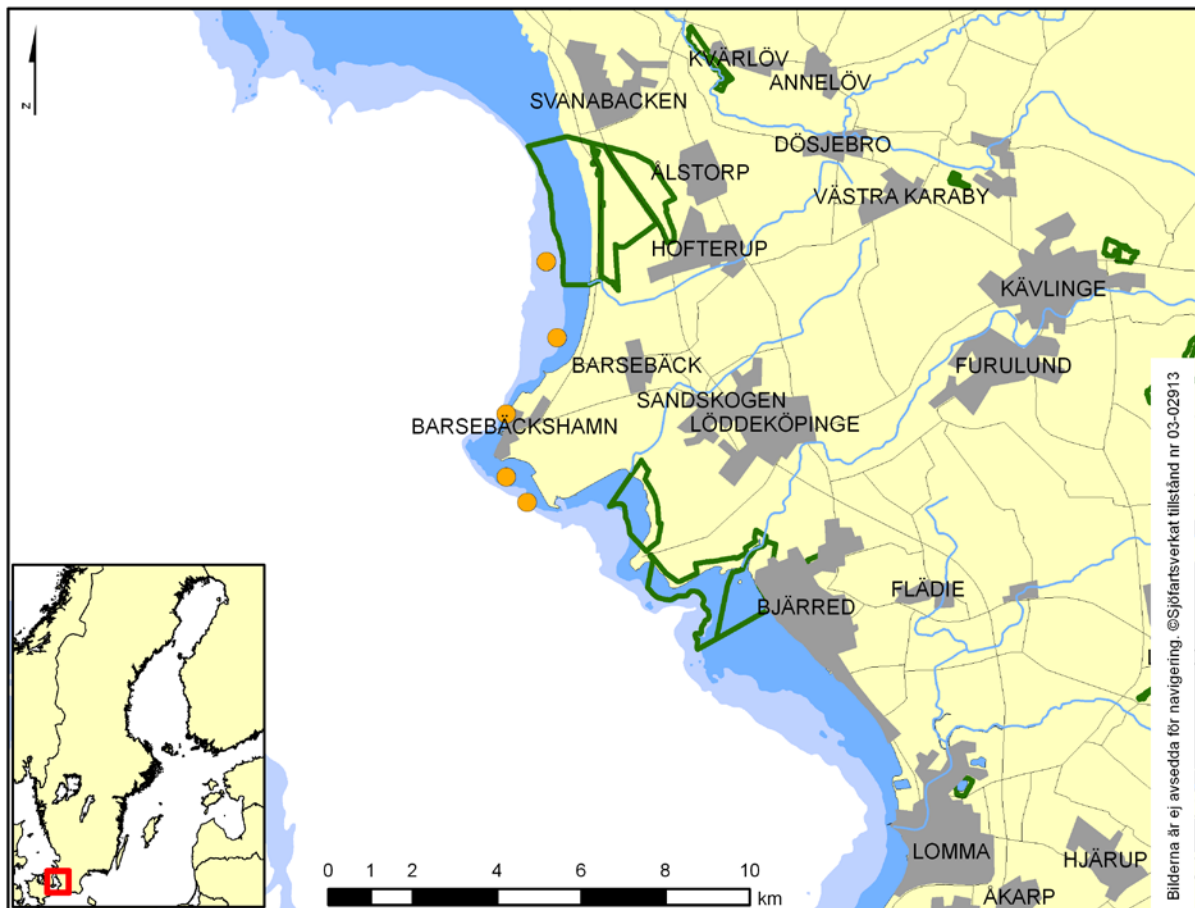 KVÄRLÖV
ANNELÖV
SVANABACKEN
DÖSJEBRO
ÅLSTORP
VÄSTRA KARABY
HOFTERUP
KÄVLINGE
BARSEBÄCK
FURULUND
SANDSKOGEN
LÖDDEKÖPINGE
BARSEBÄCKSHAMN
FLÄDIE
BJÄRRED
LOMMA
HJÄRUP
ÅKARP
z
0 1 2 4 6 8 10
km
Bilderna är ej avsedda för navigering. ©Sjöfartsverkat tillstånd nr 03-02913